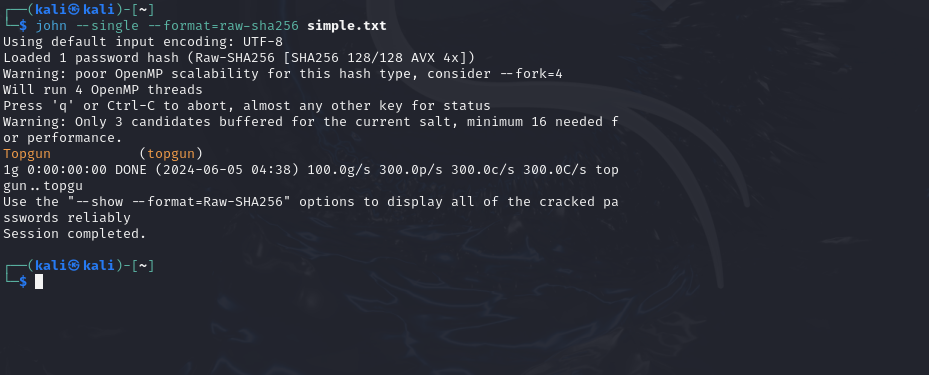 ┌──(kali㉿kali)-[~]
└─$ john --single --format=raw-sha256 simple.txt
Using default input encoding: UTF-8
Loaded 1 password hash (Raw-SHA256 [SHA256 128/128 AVX 4x])
Warning: poor OpenMP scalability for this hash type, consider --fork=4
Will run 4 OpenMP threads
Press 'q' or Ctrl-C to abort, almost any other key for status
Warning: Only 3 candidates buffered for the current salt, minimum 16 needed f
or performance.
Topgun           (topgun)
1g 0:00:00:00 DONE (2024-06-05 04:38) 100.0g/s 300.0p/s 300.0c/s 300.0C/s top
gun..topgu
Use the "--show --format=Raw-SHA256" options to display all of the cracked pa
sswords reliably
Session completed.
┌──(kali㉿kali)-[~]
└─$